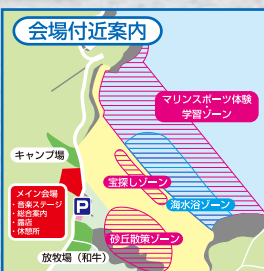 会場付近案内
マリンスポーツ体験
・
学習ゾーン
キャンプ場
宝探しゾーン
メイン会場
・音楽ステージ
・総合案内
・露店
・休憩所
P
海水浴ゾーン
砂丘散策ゾーン
放牧場（和牛）